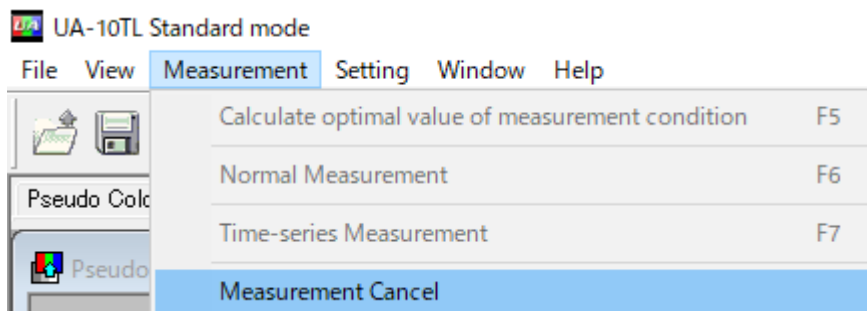 UA UA-10TL Standard mode
File View Measurement Setting Window Help
Calculate optimal value of measurement condition F5
Normal Measurement F6
Pseudo Colo
Time-series Measurement F7
Pseudo
Measurement Cancel